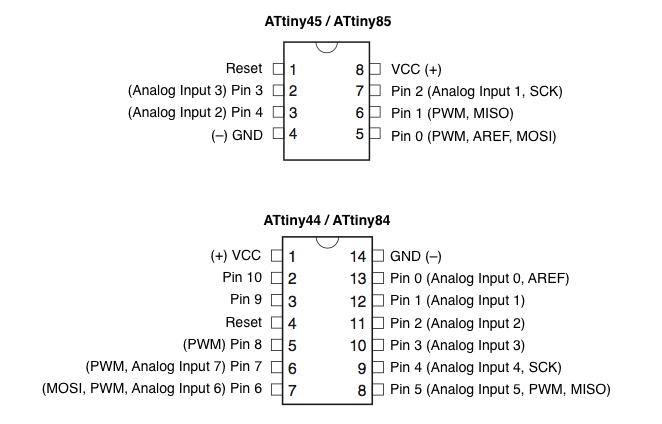 ATtiny45 / ATtiny85
Reset 1 8 VCC (+)
(Analog Input 3) Pin 3 2 7 Pin 2 (Analog Input 1, SCK)
(Analog Input 2) Pin 4 3 6 Pin 1 (PWM, MISO)
(–) GND 4 5 Pin 0 (PWM, AREF, MOSI)
ATtiny44 / ATtiny84
(+) VCC 1 14 GND (–)
Pin 10 2 13 Pin 0 (Analog Input 0, AREF)
Pin 9 3 12 Pin 1 (Analog Input 1)
Reset 4 11 Pin 2 (Analog Input 2)
(PWM) Pin 8 5 10 Pin 3 (Analog Input 3)
(PWM, Analog Input 7) Pin 7 6 9 Pin 4 (Analog Input 4, SCK)
(MOSI, PWM, Analog Input 6) Pin 6 7 8 Pin 5 (Analog Input 5, PWM, MISO)